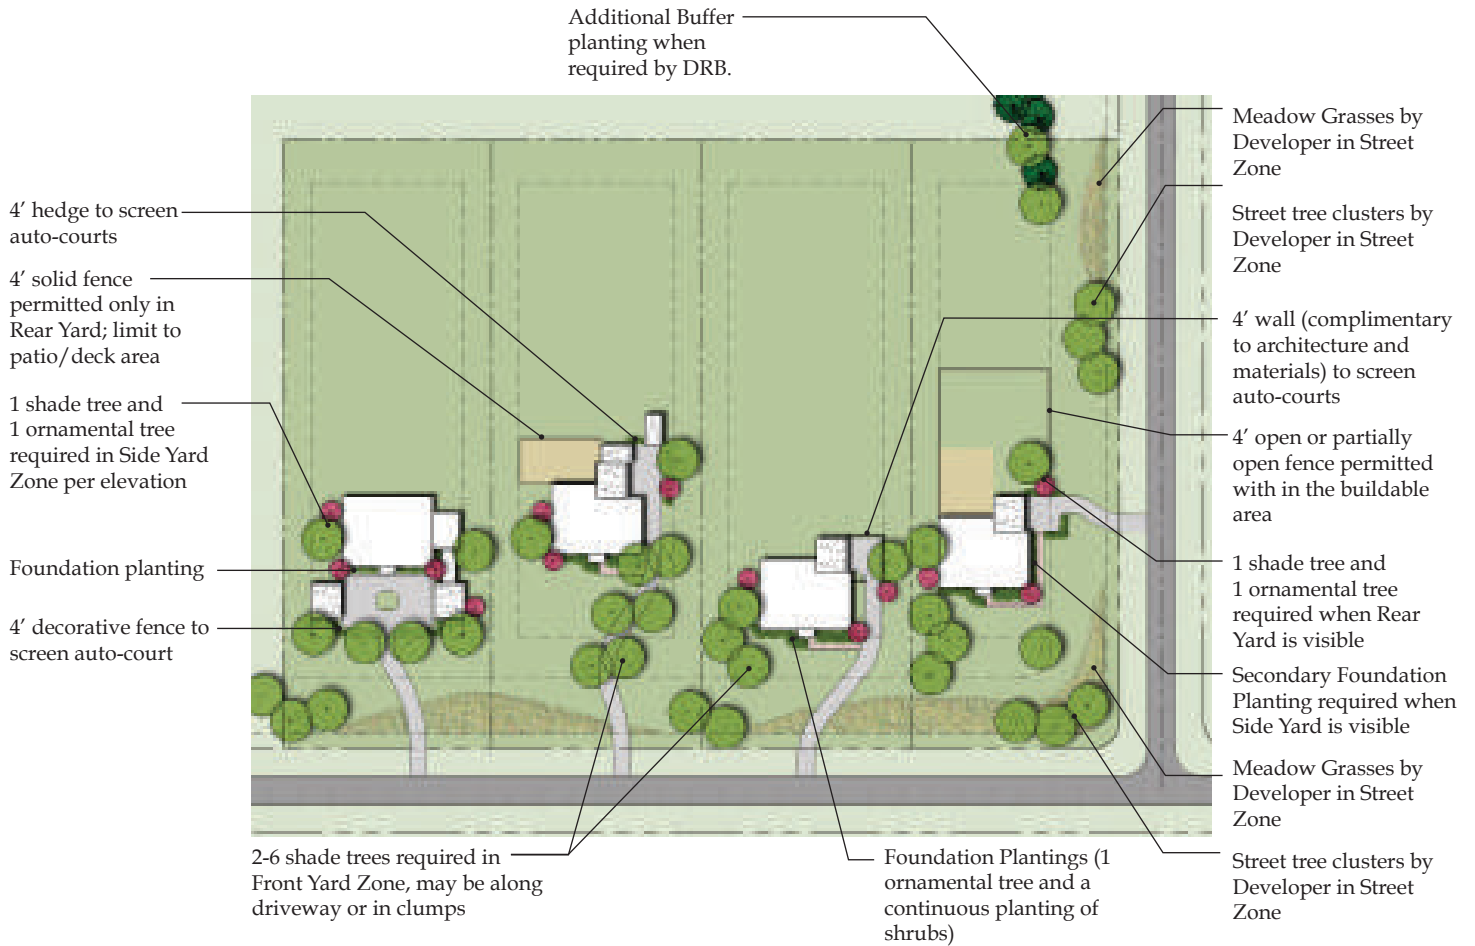 Additional Buffer
planting when
required by DRB.
4′ hedge to screen
auto-courts
4′ solid fence
permitted only in
Rear Yard; limit to
patio/deck area
1 shade tree and
1 ornamental tree
required in Side Yard
Zone per elevation
Foundation planting
4′ decorative fence to
screen auto-court
Meadow Grasses by
Developer in Street
Zone
Street tree clusters by
Developer in Street
Zone
4′ wall (complimentary
to architecture and
materials) to screen
auto-courts
4′ open or partially
open fence permitted
with in the buildable
area
1 shade tree and
1 ornamental tree
required when Rear
Yard is visible
Secondary Foundation
Planting required when
Side Yard is visible
Meadow Grasses by
Developer in Street
Zone
Street tree clusters by
Developer in Street
Zone
2-6 shade trees required in
Front Yard Zone, may be along
driveway or in clumps
Foundation Plantings (1
ornamental tree and a
continuous planting of
shrubs)